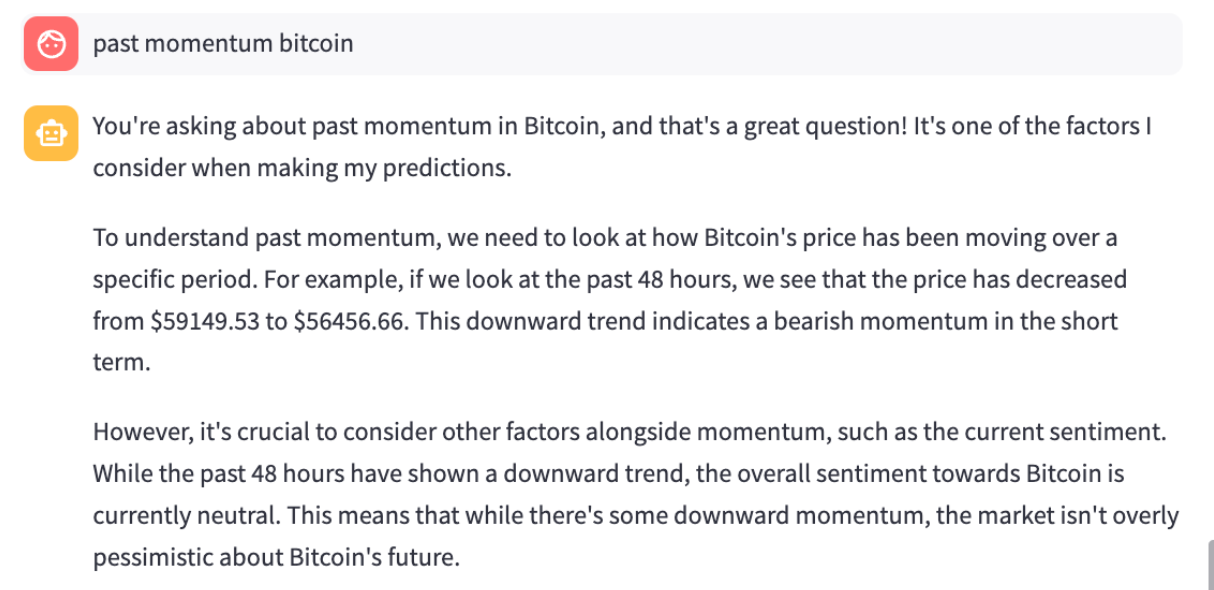 past momentum bitcoin
You're asking about past momentum in Bitcoin, and that's a great question! It's one of the factors I
consider when making my predictions.
To understand past momentum, we need to look at how Bitcoin's price has been moving over a
specific period. For example, if we look at the past 48 hours, we see that the price has decreased
from $59149.53 to $56456.66. This downward trend indicates a bearish momentum in the short
term.
However, it's crucial to consider other factors alongside momentum, such as the current sentiment.
While the past 48 hours have shown a downward trend, the overall sentiment towards Bitcoin is
currently neutral. This means that while there's some downward momentum, the market isn't overly
pessimistic about Bitcoin's future.